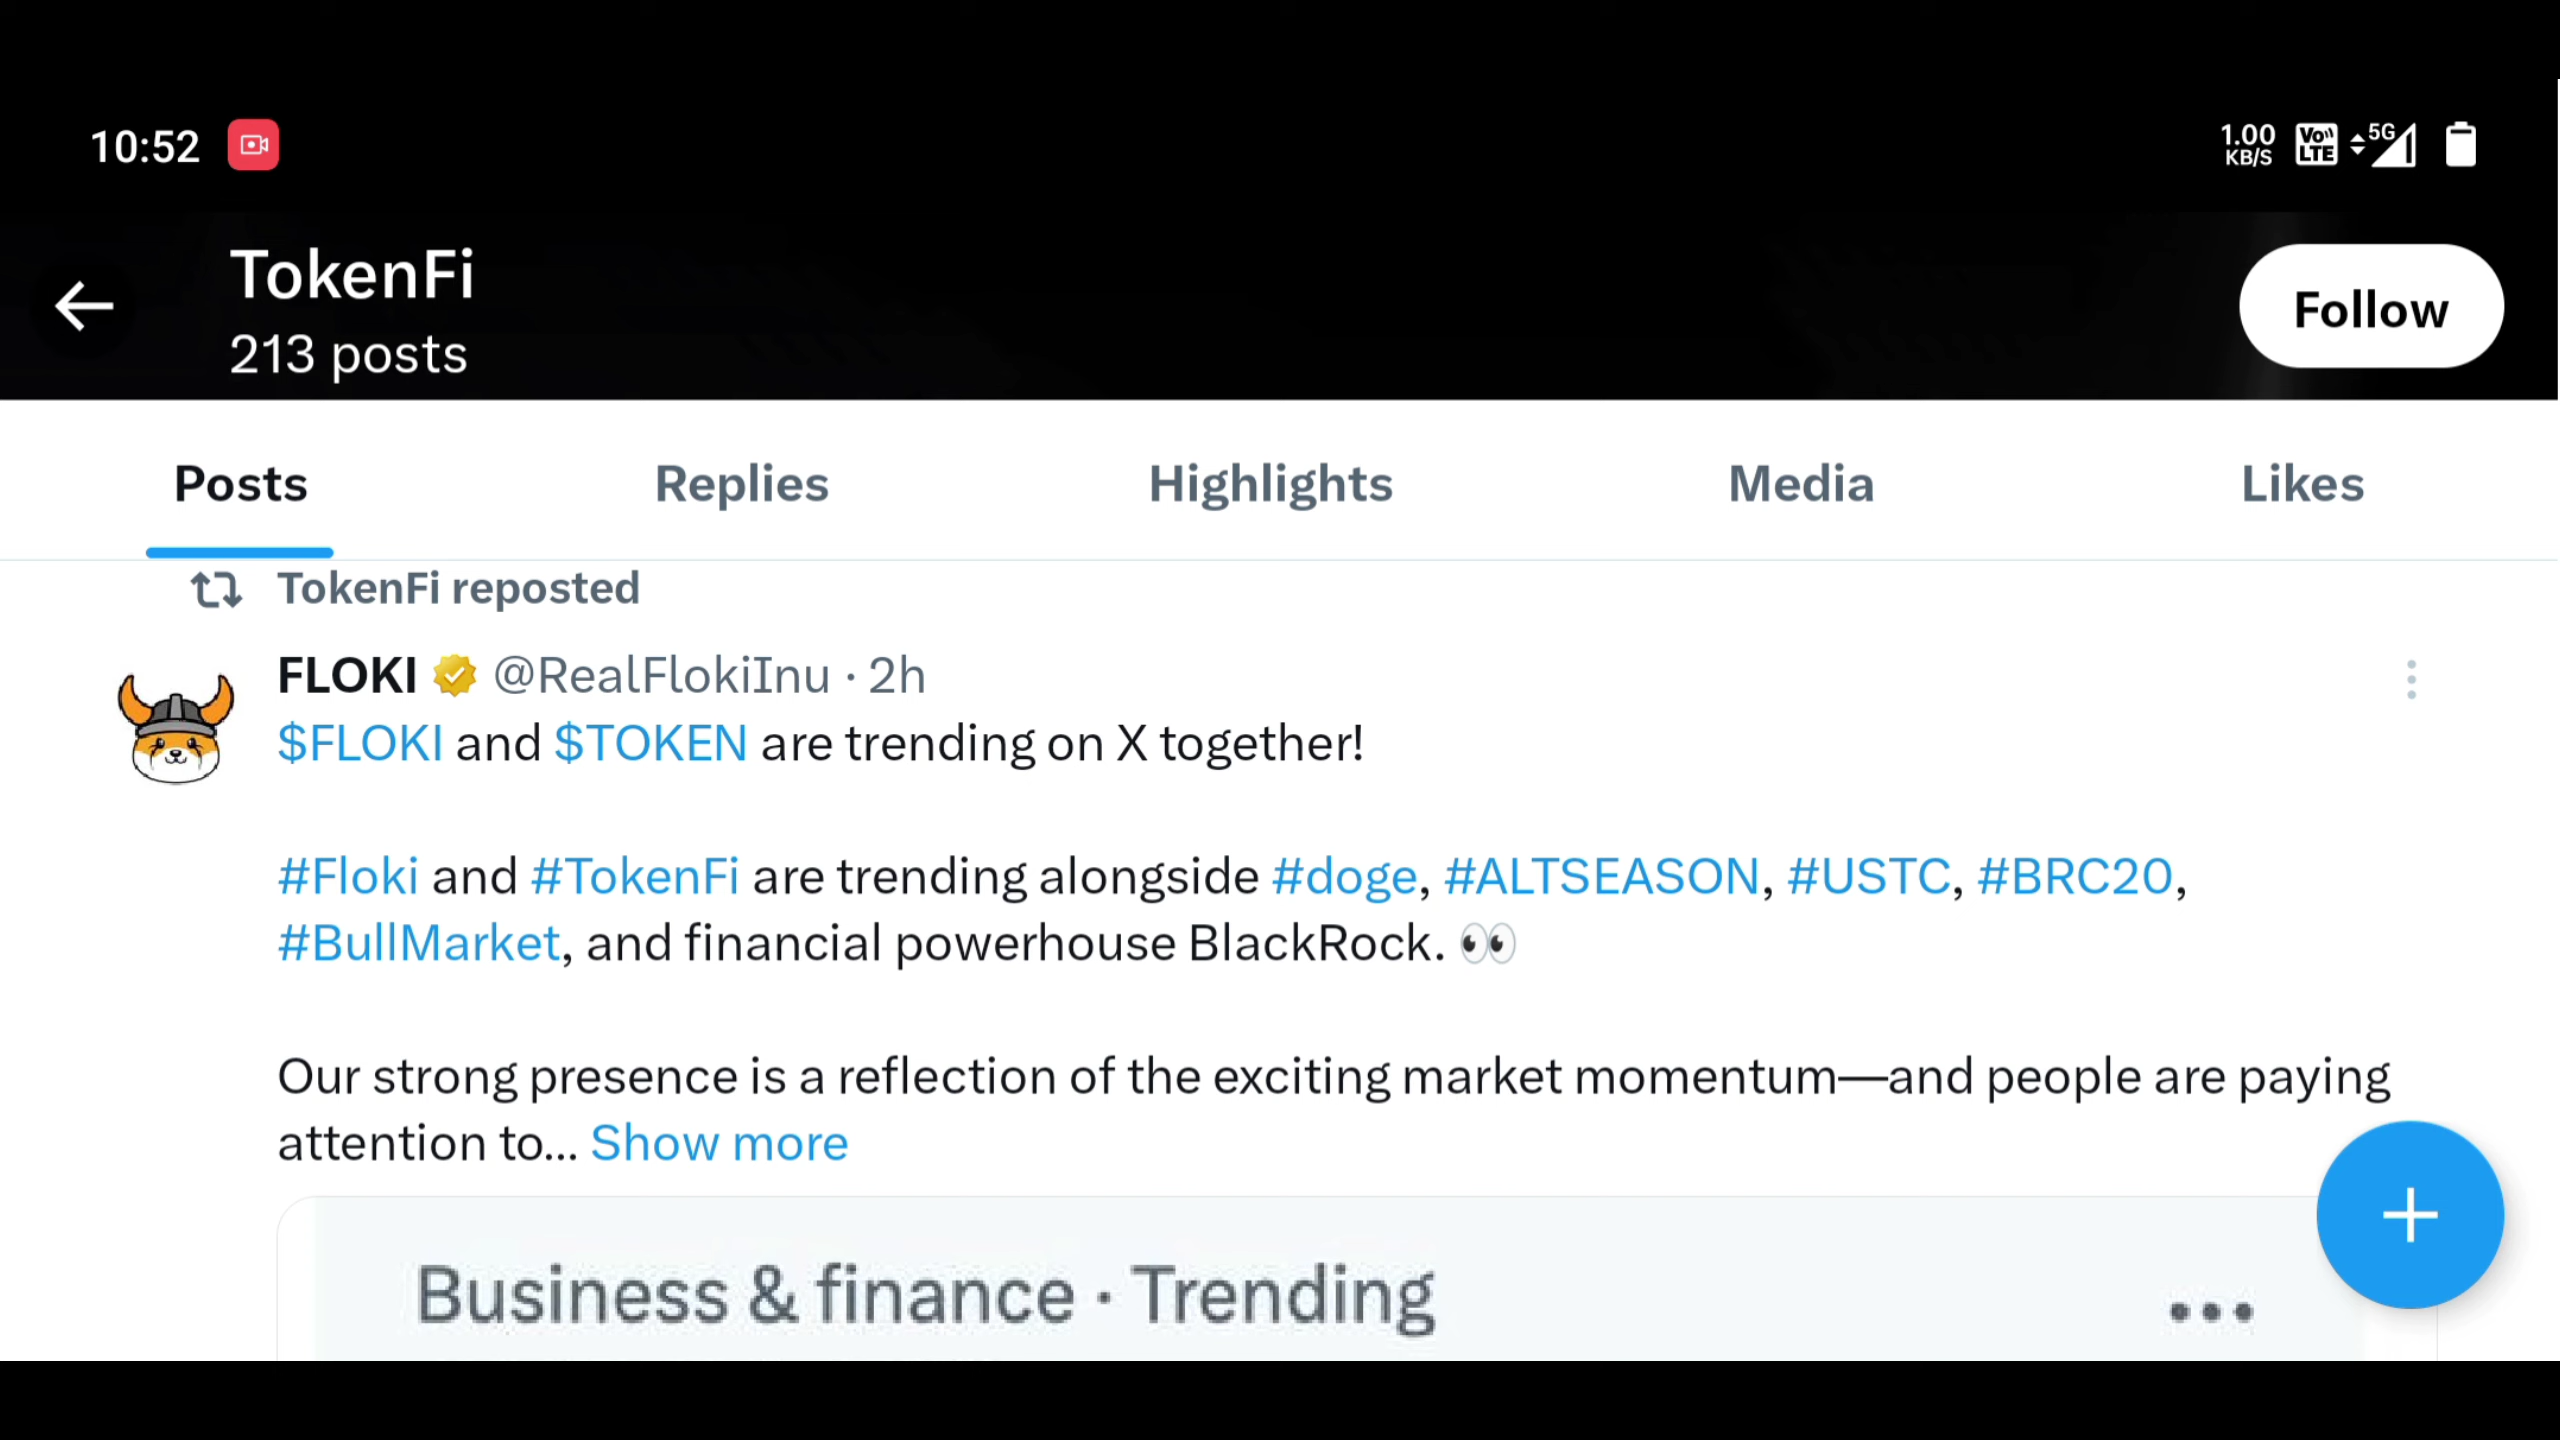 10:52
1.00 KB/S Vo)) LTE 5G
TokenFi
213 posts
Follow
Posts Replies Highlights Media Likes
TokenFi reposted
FLOKI @RealFlokiInu · 2h
$FLOKI and $TOKEN are trending on X together!
#Floki and #TokenFi are trending alongside #doge, #ALTSEASON, #USTC, #BRC20,
#BullMarket, and financial powerhouse BlackRock. 👀
Our strong presence is a reflection of the exciting market momentum—and people are paying
attention to... Show more
Business & finance · Trending